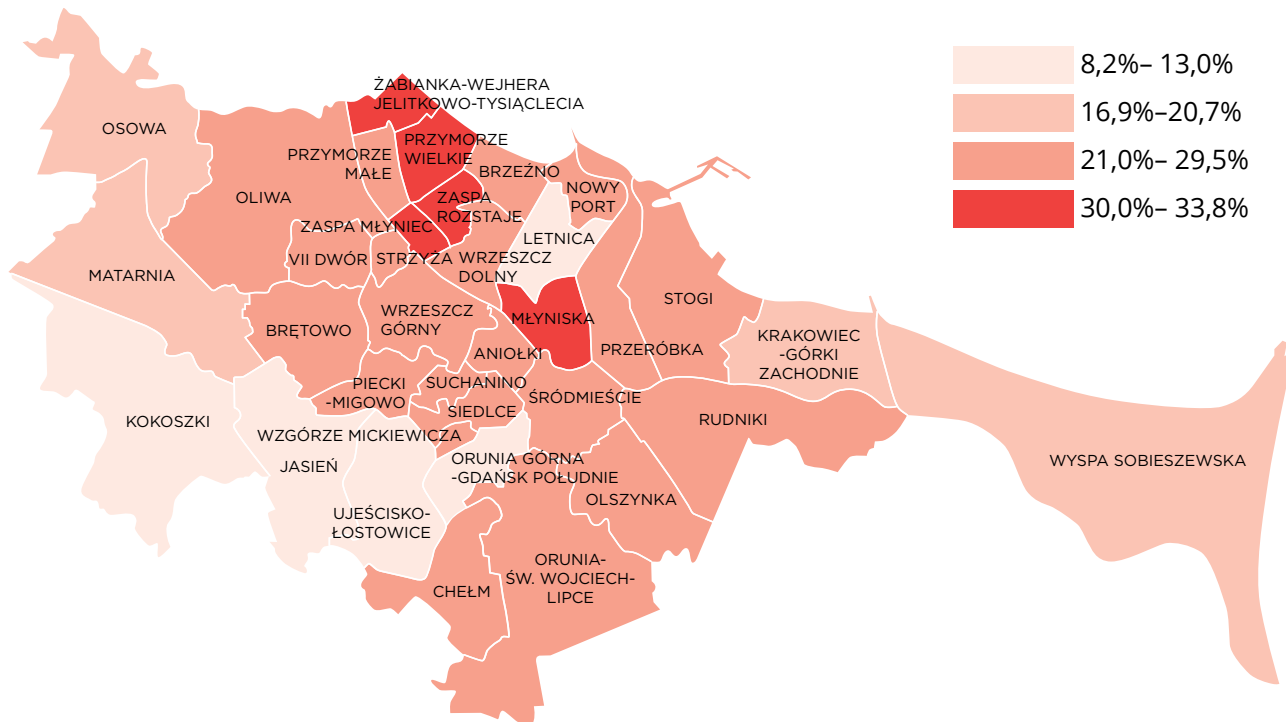 8,2%– 13,0%
16,9%–20,7%
21,0%– 29,5%
30,0%– 33,8%
ŻABIANKA-WEJHERA
JELITKOWO-TYSIĄCLECIA
OSOWA
PRZYMORZE
WIELKIE
PRZYMORZE
MAŁE
BRZEŹNO
NOWY
PORT
OLIWA
ZASPA
ROZSTAJE
ZASPA MŁYNIEC
LETNICA
VII DWÓR
STRZYŻA
WRZESZCZ
DOLNY
MATARNIA
STOGI
BRĘTOWO
WRZESZCZ
GÓRNY
MŁYNISKA
KRAKOWIEC
-GÓRKI
ZACHODNIE
ANIOŁKI
PRZERÓBKA
PIECKI
-MIGOWO
SUCHANINO
SIEDLCE
ŚRÓDMIEŚCIE
RUDNIKI
KOKOSZKI
WZGÓRZE MICKIEWICZA
JASIEŃ
ORUNIA GÓRNA
-GDAŃSK POŁUDNIE
WYSPA SOBIESZEWSKA
OLSZYNKA
UJEŚCISKO-
ŁOSTOWICE
CHEŁM
ORUNIA-
ŚW. WOJCIECH-
LIPCE